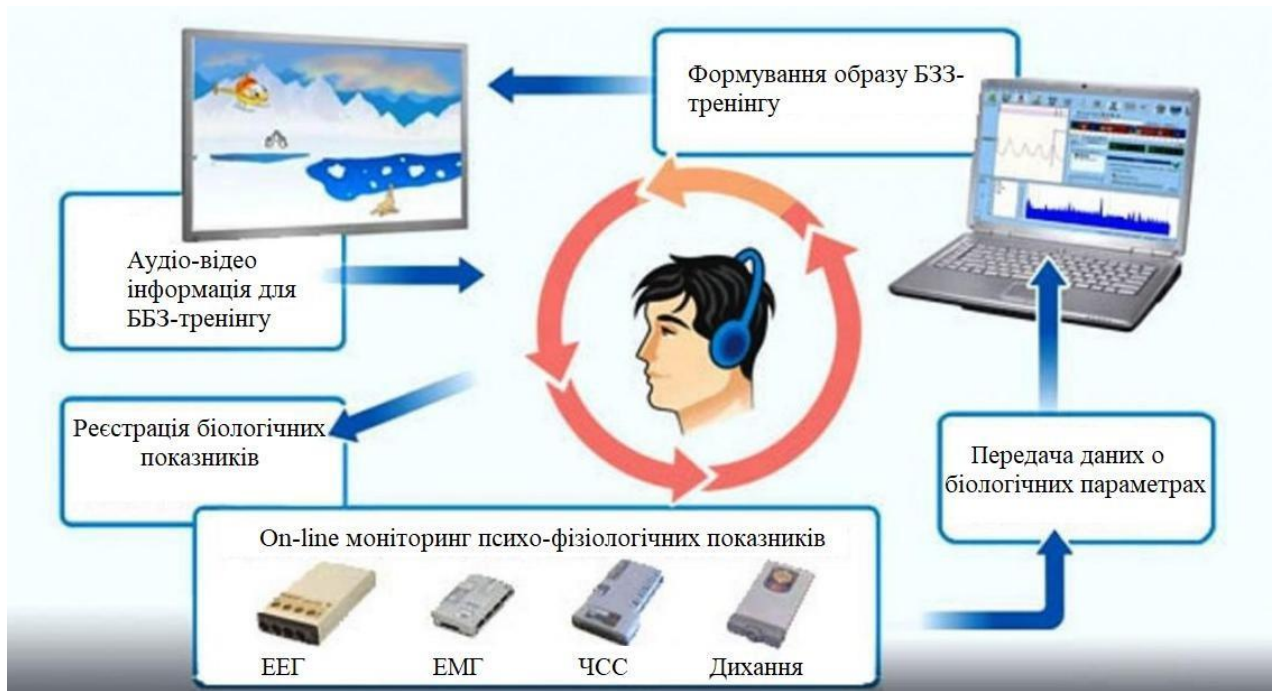 Формування образу БЗЗ-
тренінгу
Аудіо-відео
інформація для
ББЗ-тренінгу
Реєстрація біологічних
показників
Передача даних о
біологічних параметрах
On-line моніторинг психо-фізіологічних показників
ЕЕГ
ЕМГ
ЧСС
Дихання